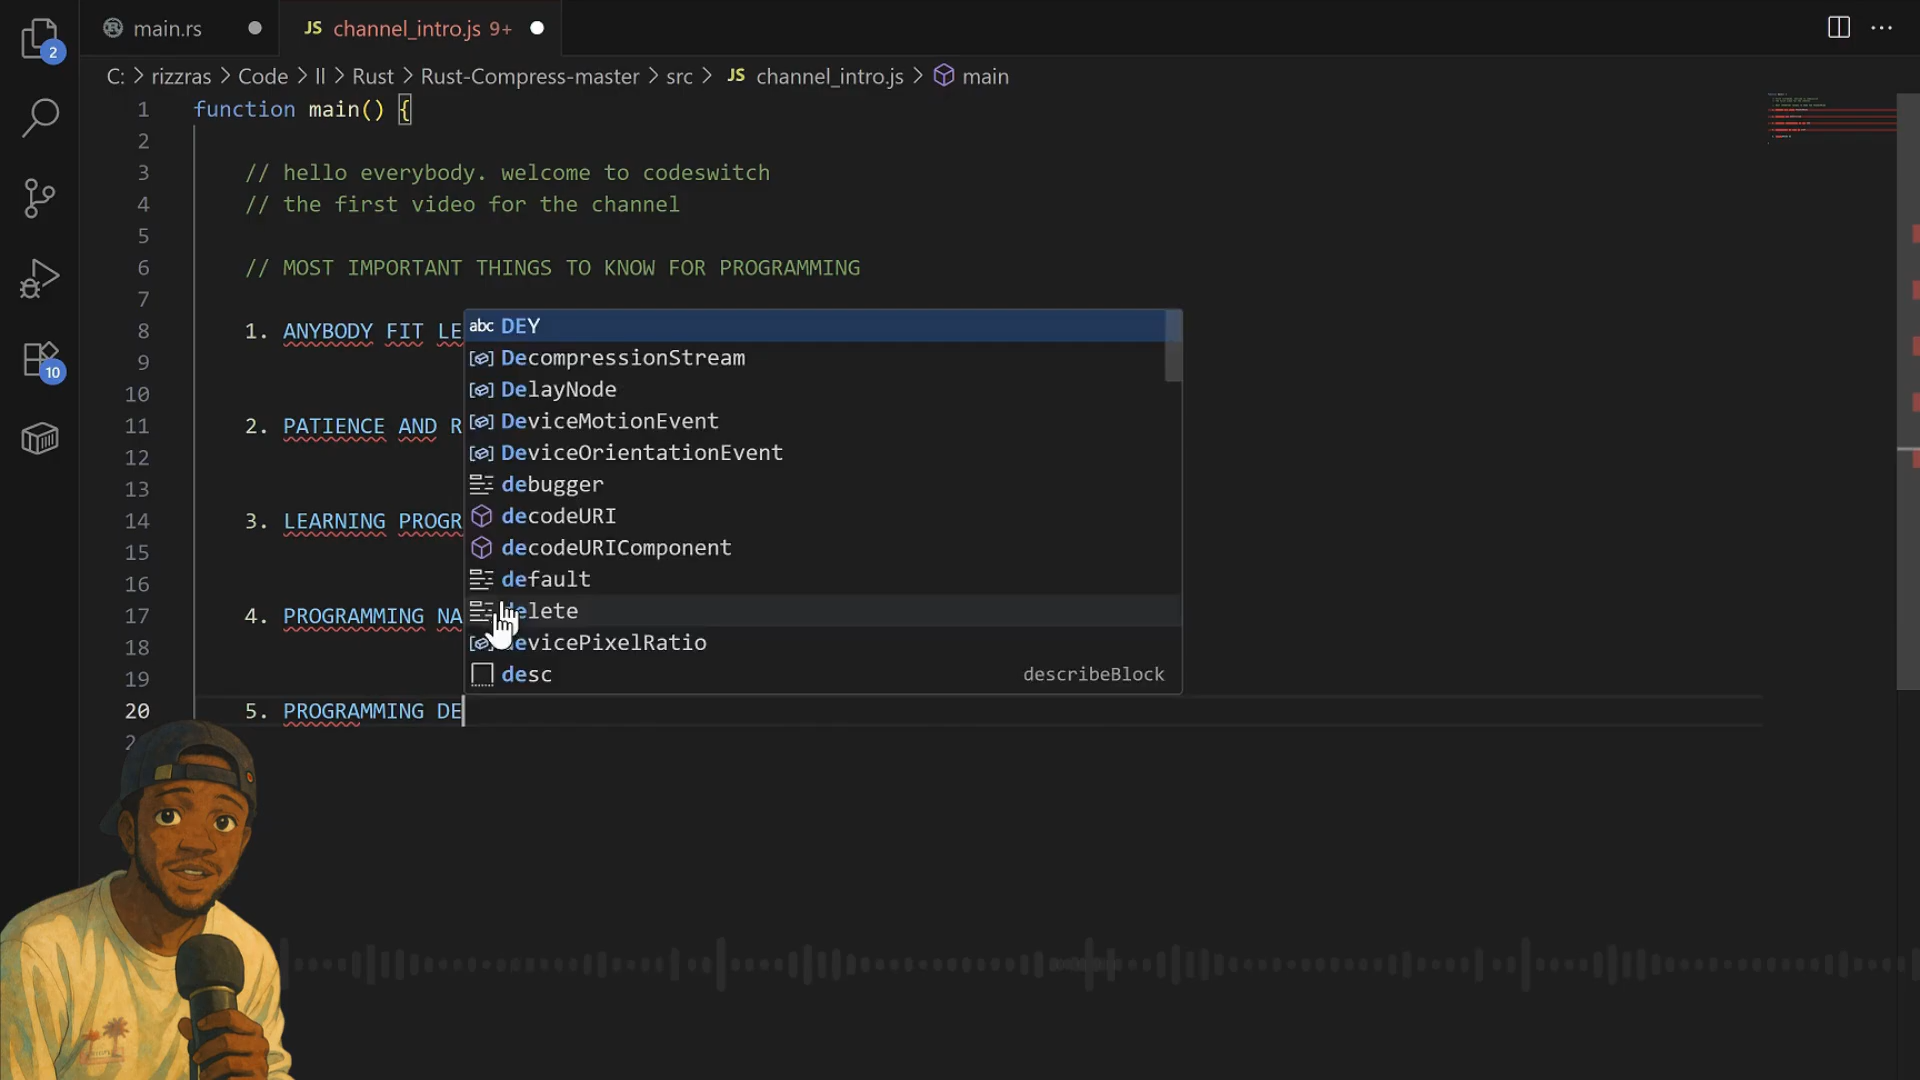 main.rs
JS channel_intro.js 9+
2
C: > rizzras > Code > ll > Rust > Rust-Compress-master > src > JS channel_intro.js > main
1 function main() {
2
3 // hello everybody. welcome to codeswitch
4 // the first video for the channel
5
6 // MOST IMPORTANT THINGS TO KNOW FOR PROGRAMMING
7
8 1. ANYBODY FIT LE
abc DEY
9 DecompressionStream
10
10 DelayNode
11 2. PATIENCE AND R
DeviceMotionEvent
12 DeviceOrientationEvent
13 debugger
14 3. LEARNING PROGR
decodeURI
15 decodeURIComponent
16 default
17 4. PROGRAMMING NA
delete
18 devicePixelRatio
19 desc describeBlock
20 5. PROGRAMMING DE